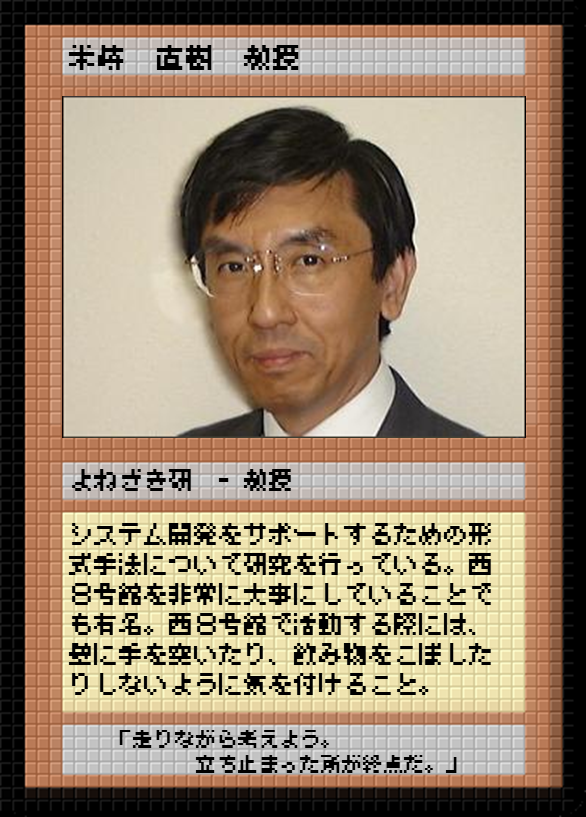 米崎 直樹 教授
よねざき研 - 教授
システム開発をサポートするための形
式手法について研究を行っている。西
8号館を非常に大事にしていることで
も有名。西8号館で活動する際には、
壁に手を突いたり、飲み物をこぼした
りしないように気を付けること。
「走りながら考えよう。
立ち止まった所が終点だ。」